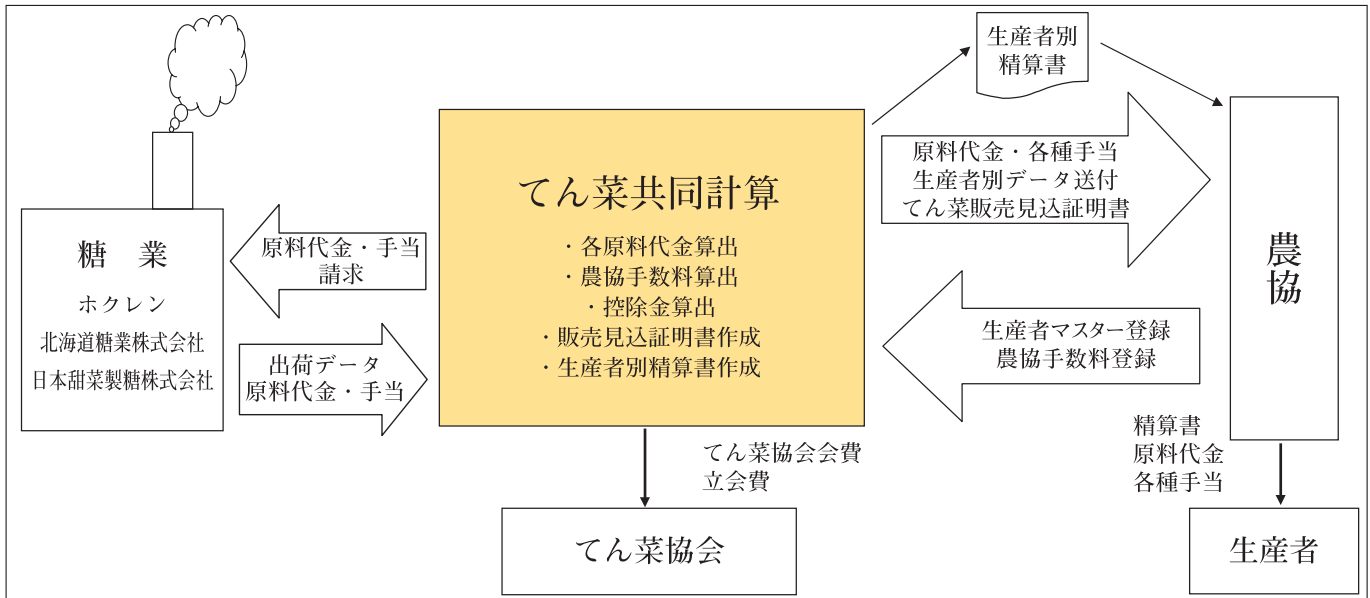 生産者別
精算書
原料代金・各種手当
生産者別データ送付
てん菜販売見込証明書
てん菜共同計算
・各原料代金算出
・農協手数料算出
・控除金算出
・販売見込証明書作成
・生産者別精算書作成
糖　業
ホクレン
北海道糖業株式会社
日本甜菜製糖株式会社
原料代金・手当
請求
出荷データ
原料代金・手当
農協
生産者マスター登録
農協手数料登録
てん菜協会会費
立会費
精算書
原料代金
各種手当
てん菜協会
生産者